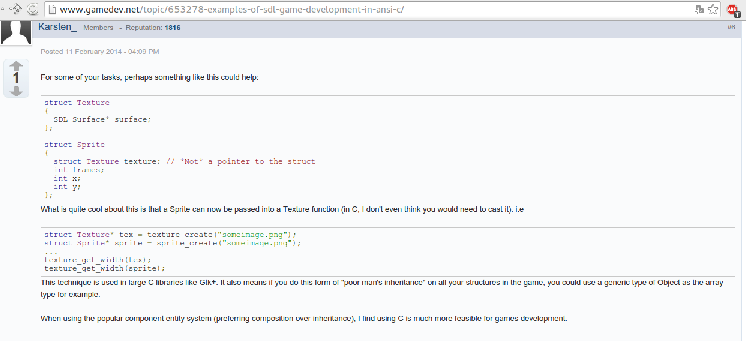 www.gamedev.net/topic/653278-examples-of-sdl-game-development-in-ansi-c/
Karsten_ Members - Reputation: 1816
Posted 11 February 2014 - 04:09 PM
1
For some of your tasks, perhaps something like this could help:
struct Texture
{
SDL_Surface* surface;
};
struct Sprite
{
struct Texture texture; // *Not* a pointer to the struct
int frames;
int x;
int y;
};
What is quite cool about this is that a Sprite can now be passed into a Texture function (in C, I don't even think you would need to cast it). i.e
struct Texture* tex = texture_create("someimage.png");
struct Sprite* sprite = sprite_create("someimage.png");
...
texture_get_width(tex);
texture_get_width(sprite);
This technique is used in large C libraries like Gtk+. It also means if you do this form of "poor man's inheritance" on all your structures in the game, you could use a generic type of Object as the array
type for example.
When using the popular component entity system (preferring composition over inheritance), I find using C is much more feasible for games development.